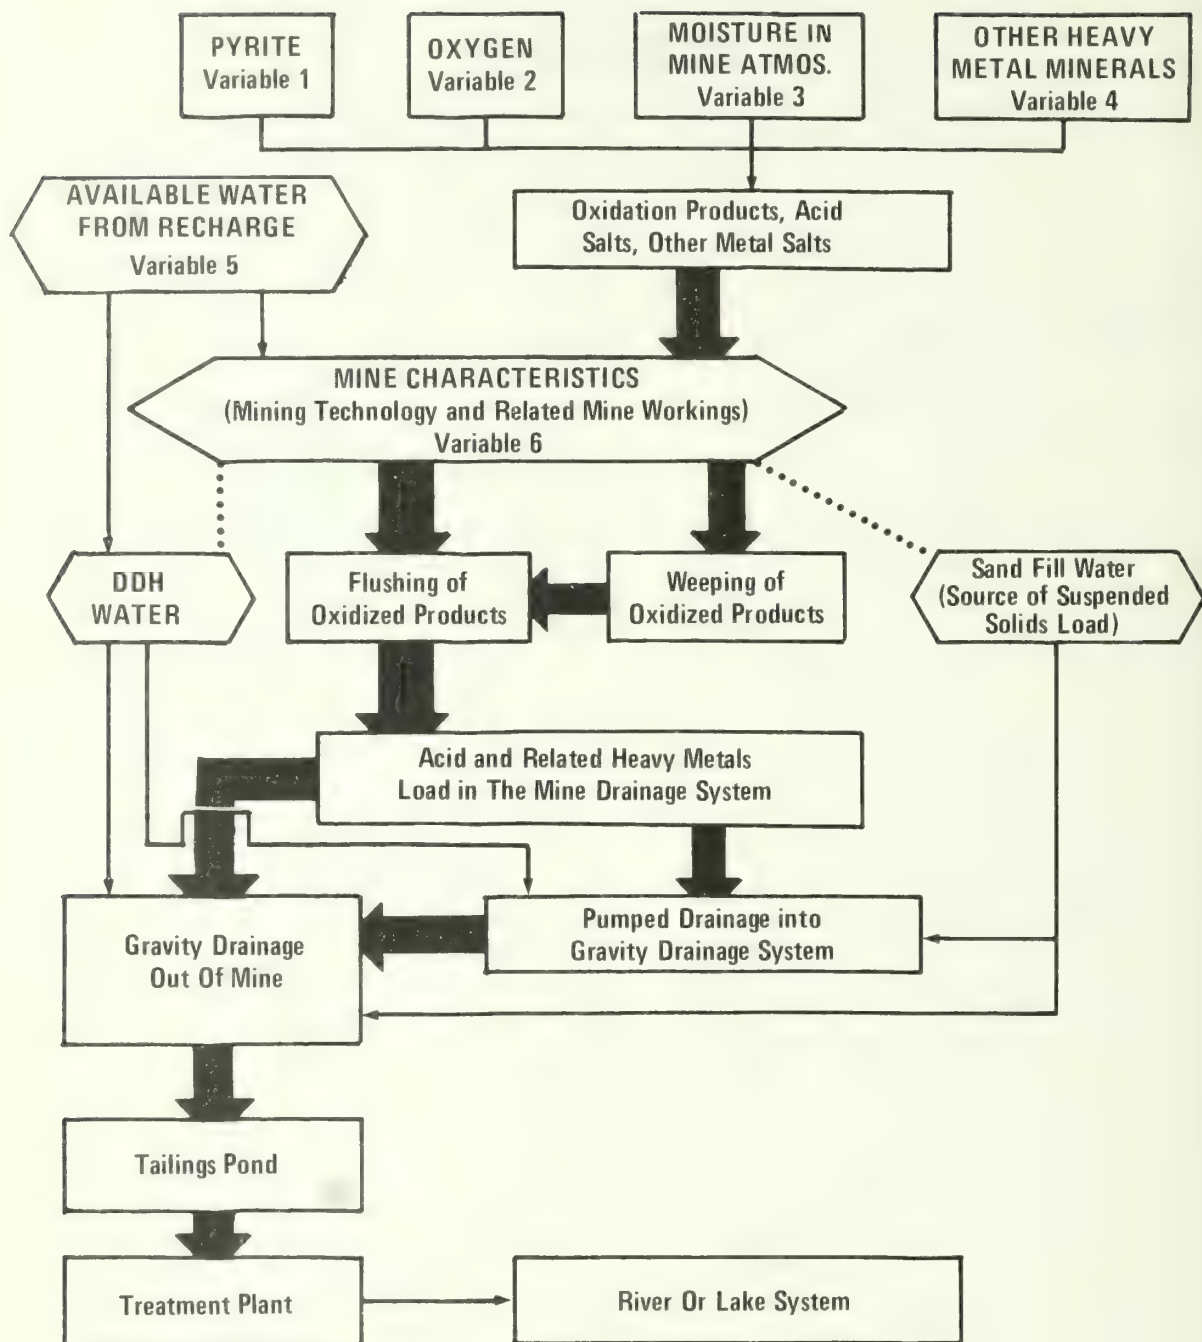 PYRITE
Variable 1
OXYGEN
Variable 2
MOISTURE IN
MINE ATMOS.
Variable 3
OTHER HEAVY
METAL MINERALS
Variable 4
AVAILABLE WATER
FROM RECHARGE
Variable 5
Oxidation Products, Acid
Salts, Other Metal Salts
MINE CHARACTERISTICS
(Mining Technology and Related Mine Workings)
Variable 6
DDH
WATER
Flushing of
Oxidized Products
Weeping of
Oxidized Products
Sand Fill Water
(Source of Suspended
Solids Load)
Acid and Related Heavy Metals
Load in The Mine Drainage System
Gravity Drainage
Out Of Mine
Pumped Drainage into
Gravity Drainage System
Tailings Pond
Treatment Plant
River Or Lake System